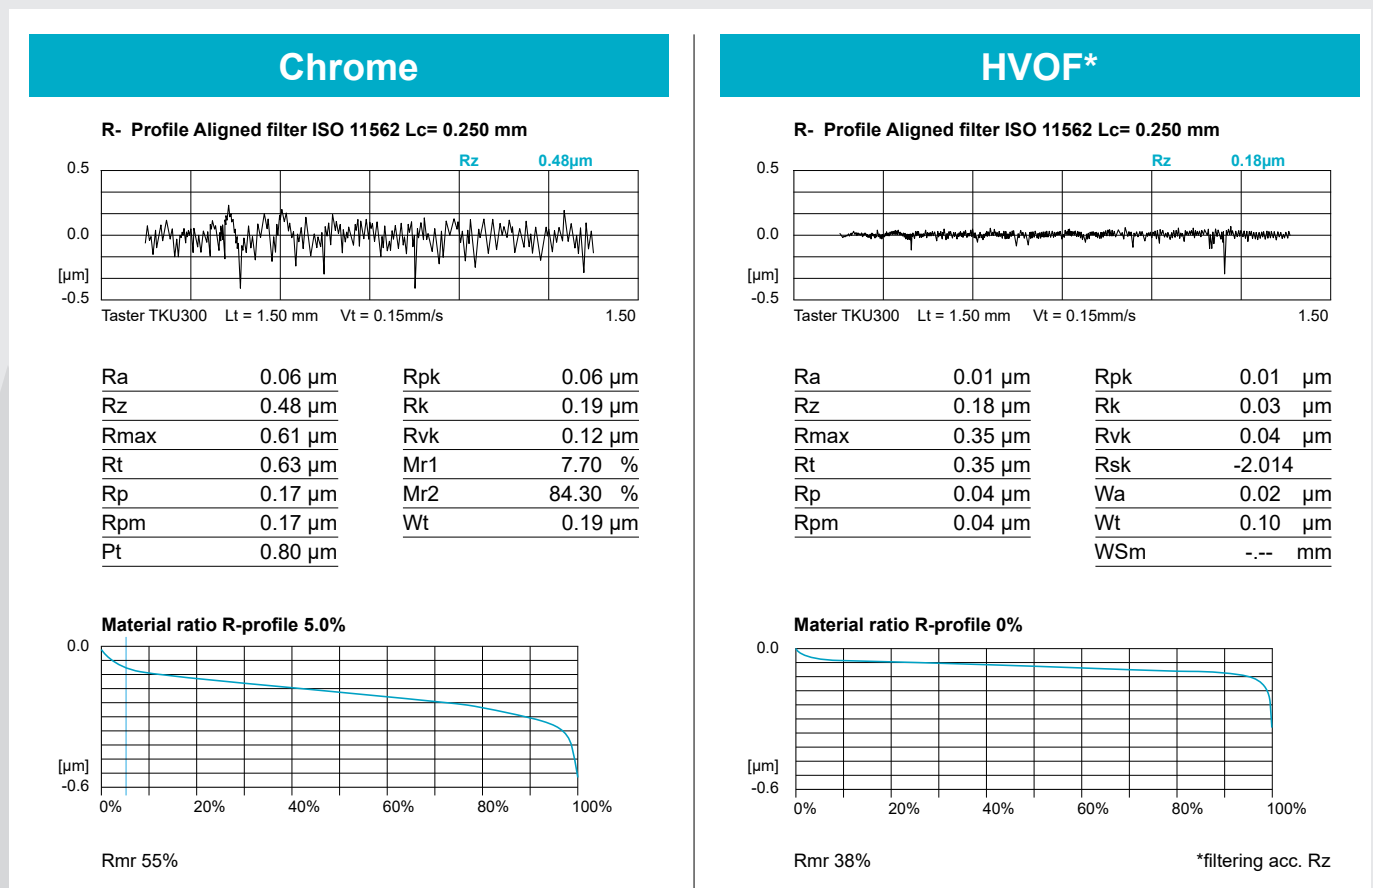 Chrome
R- Profile Aligned filter ISO 11562 Lc= 0.250 mm
Rz 0.48µm
0.5
0.0
[µm]
-0.5
Taster TKU300 Lt = 1.50 mm Vt = 0.15mm/s 1.50
Ra 0.06 µm
Rz 0.48 µm
Rmax 0.61 µm
Rt 0.63 µm
Rp 0.17 µm
Rpm 0.17 µm
Pt 0.80 µm
Rpk 0.06 µm
Rk 0.19 µm
Rvk 0.12 µm
Mr1 7.70 %
Mr2 84.30 %
Wt 0.19 µm
Material ratio R-profile 5.0%
0.0
[µm]
-0.6
0% 20% 40% 60% 80% 100%
Rmr 55%
HVOF*
R- Profile Aligned filter ISO 11562 Lc= 0.250 mm
Rz 0.18µm
0.5
0.0
[µm]
-0.5
Taster TKU300 Lt = 1.50 mm Vt = 0.15mm/s 1.50
Ra 0.01 µm
Rz 0.18 µm
Rmax 0.35 µm
Rt 0.35 µm
Rp 0.04 µm
Rpm 0.04 µm
Rpk 0.01 µm
Rk 0.03 µm
Rvk 0.04 µm
Rsk -2.014
Wa 0.02 µm
Wt 0.10 µm
WSm -.-- mm
Material ratio R-profile 0%
0.0
[µm]
-0.6
0% 20% 40% 60% 80% 100%
Rmr 38%
*filtering acc. Rz